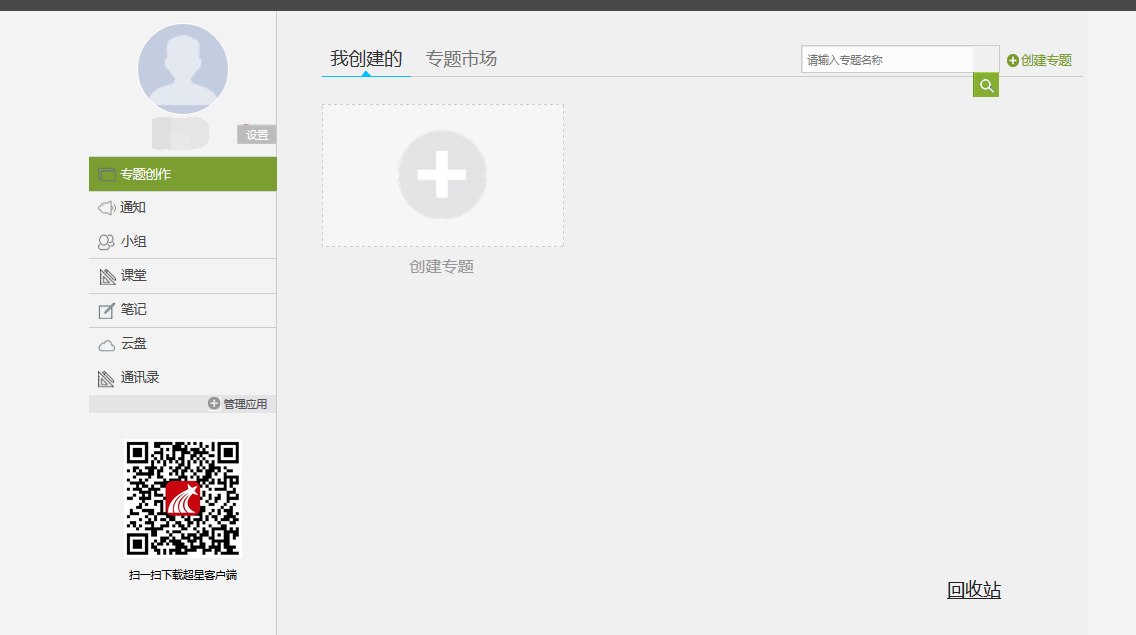 设置
专题创作
通知
小组
课堂
笔记
云盘
通讯录
管理应用
扫一扫下载超星客户端
我创建的 专题市场
请输入专题名称
创建专题
创建专题
回收站